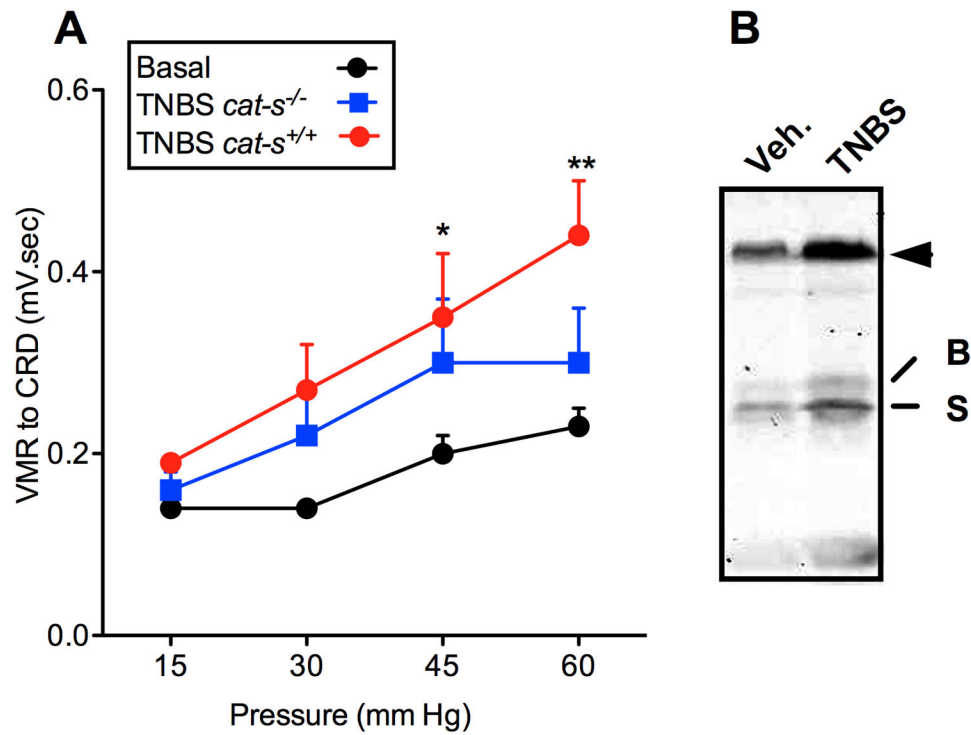 A
Basal
TNBS cat-s-/-
TNBS cat-s+/+
0.6
0.4
0.2
0.0
VMR to CRD (mV.sec)
*
**
15 30 45 60
Pressure (mm Hg)
B
Veh. TNBS
B
S